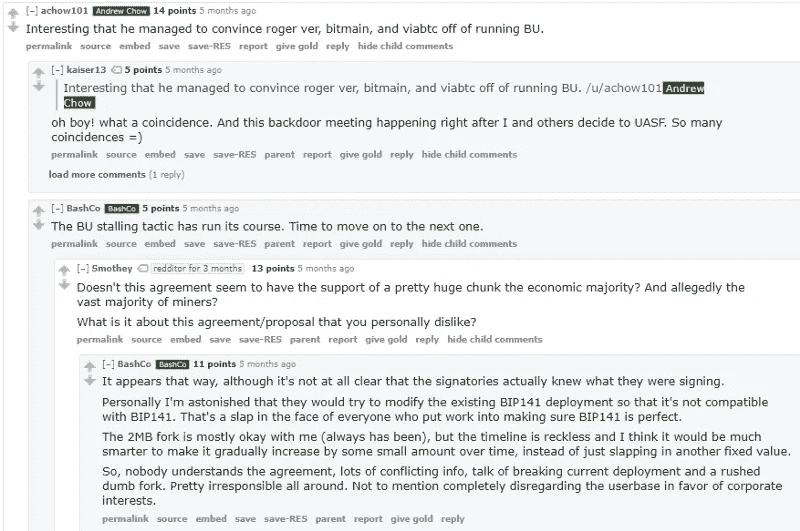 [-] achow101 Andrew Chow 14 points 5 months ago
Interesting that he managed to convince roger ver, bitmain, and viabtc off of running BU.
permalink source embed save save-RES report give gold reply hide child comments
[-] kaiser13 5 points 5 months ago
Interesting that he managed to convince roger ver, bitmain, and viabtc off of running BU. /u/achow101 Andrew
Chow
oh boy! what a coincidence. And this backdoor meeting happening right after I and others decide to UASF. So many
coincidences =)
permalink source embed save save-RES parent report give gold reply hide child comments
load more comments (1 reply)
[-] BashCo BashCo 5 points 5 months ago
The BU stalling tactic has run its course. Time to move on to the next one.
permalink source embed save save-RES parent report give gold reply hide child comments
[-] Smothey redditor for 3 months 13 points 5 months ago
Doesn't this agreement seem to have the support of a pretty huge chunk the economic majority? And allegedly the
vast majority of miners?
What is it about this agreement/proposal that you personally dislike?
permalink source embed save save-RES parent report give gold reply hide child comments
[-] BashCo BashCo 11 points 5 months ago
It appears that way, although it's not at all clear that the signatories actually knew what they were signing.
Personally I'm astonished that they would try to modify the existing BIP141 deployment so that it's not compatible
with BIP141. That's a slap in the face of everyone who put work into making sure BIP141 is perfect.
The 2MB fork is mostly okay with me (always has been), but the timeline is reckless and I think it would be much
smarter to make it gradually increase by some small amount over time, instead of just slapping in another fixed value.
So, nobody understands the agreement, lots of conflicting info, talk of breaking current deployment and a rushed
dumb fork. Pretty irresponsible all around. Not to mention completely disregarding the userbase in favor of corporate
interests.
permalink source embed save save-RES parent report give gold reply